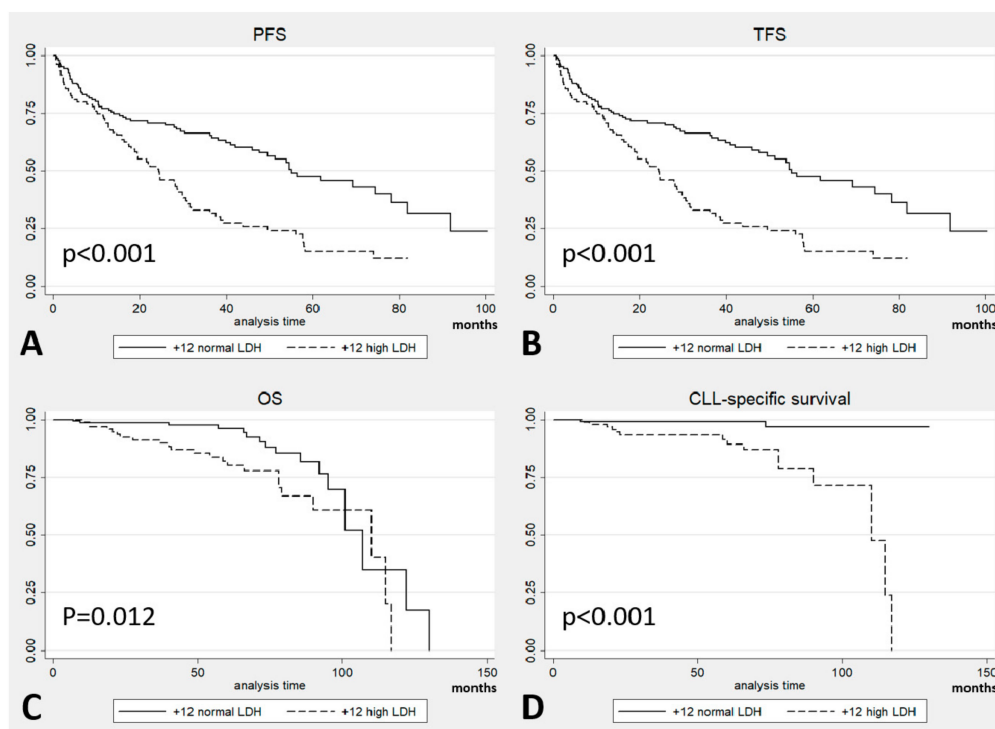 PFS
1.00
0.75
0.50
0.25
0.00
p<0.001
0 20 40 60 80 100
analysis time
months
A
+12 normal LDH +12 high LDH
TFS
1.00
0.75
0.50
0.25
0.00
p<0.001
0 20 40 60 80 100
analysis time
months
B
+12 normal LDH +12 high LDH
OS
1.00
0.75
0.50
0.25
0.00
P=0.012
0 50 100 150
analysis time
months
C
+12 normal LDH +12 high LDH
CLL-specific survival
1.00
0.75
0.50
0.25
0.00
p<0.001
0 50 100 150
analysis time
months
D
+12 normal LDH +12 high LDH